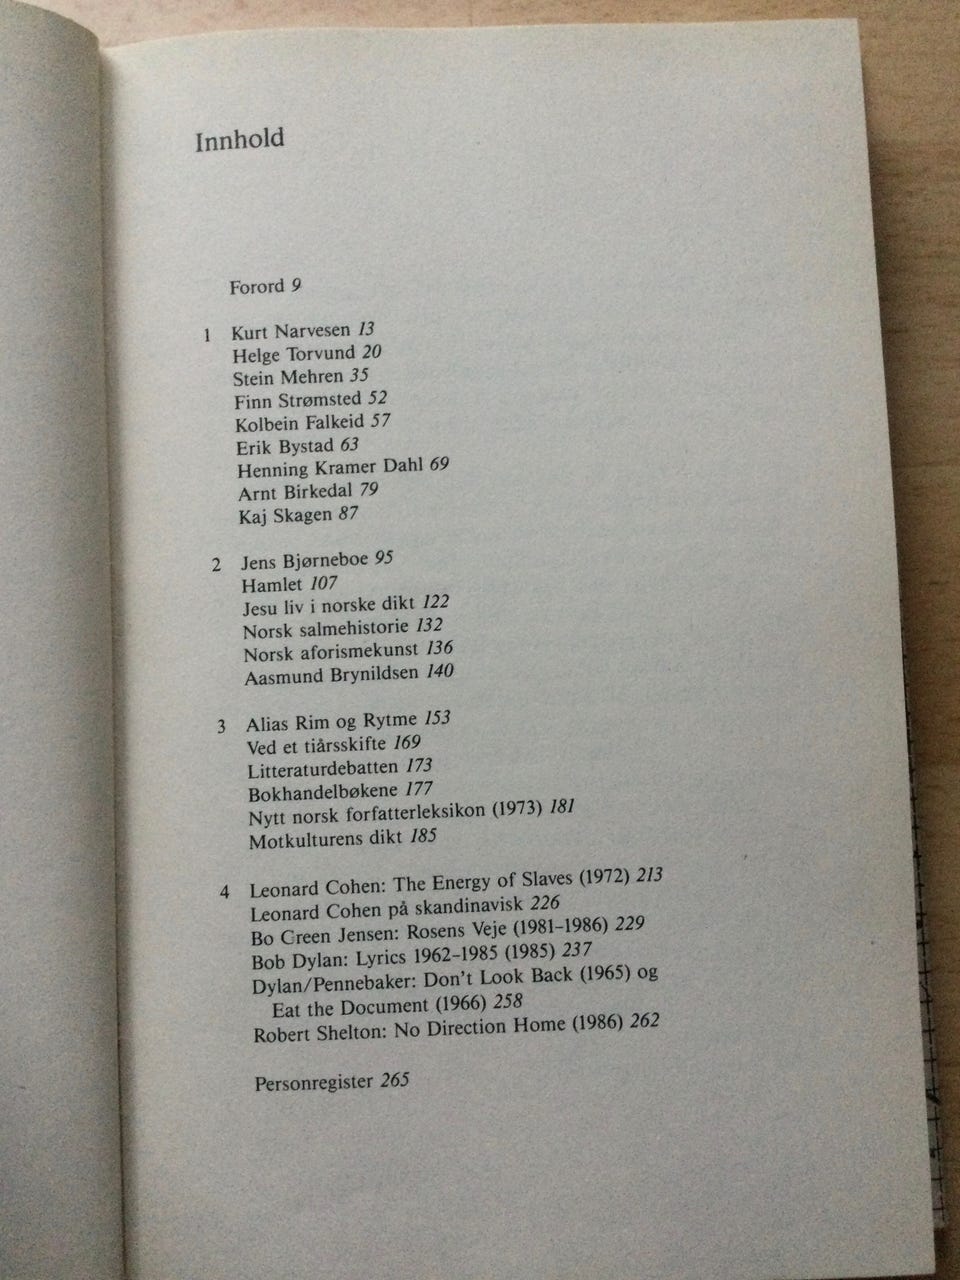 Innhold
Forord 9
1 Kurt Narvesen 13
Helge Torvund 20
Stein Mehren 35
Finn Strømsted 52
Kolbein Falkeid 57
Erik Bystad 63
Henning Kramer Dahl 69
Arnt Birkedal 79
Kaj Skagen 87
2 Jens Bjørneboe 95
Hamlet 107
Jesu liv i norske dikt 122
Norsk salmehistorie 132
Norsk aforismekunst 136
Aasmund Brynildsen 140
3 Alias Rim og Rytme 153
Ved et tiårsskifte 169
Litteraturdebatten 173
Bokhandelbøkene 177
Nytt norsk forfatterleksikon (1973) 181
Motkulturens dikt 185
4 Leonard Cohen: The Energy of Slaves (1972) 213
Leonard Cohen på skandinavisk 226
Bo Green Jensen: Rosens Veje (1981–1986) 229
Bob Dylan: Lyrics 1962–1985 (1985) 237
Dylan/Pennebaker: Don't Look Back (1965) og
Eat the Document (1966) 258
Robert Shelton: No Direction Home (1986) 262
Personregister 265